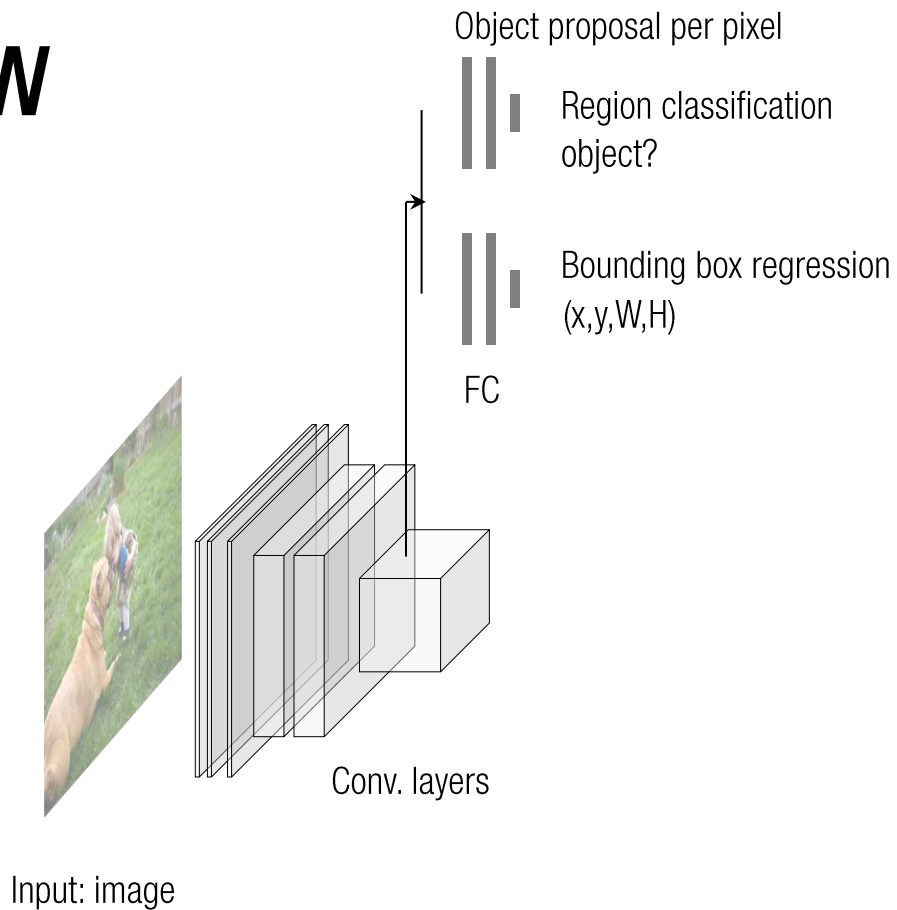 Object proposal per pixel
W
Region classification
object?
Bounding box regression
(x,y,W,H)
FC
Conv. layers
Input: image